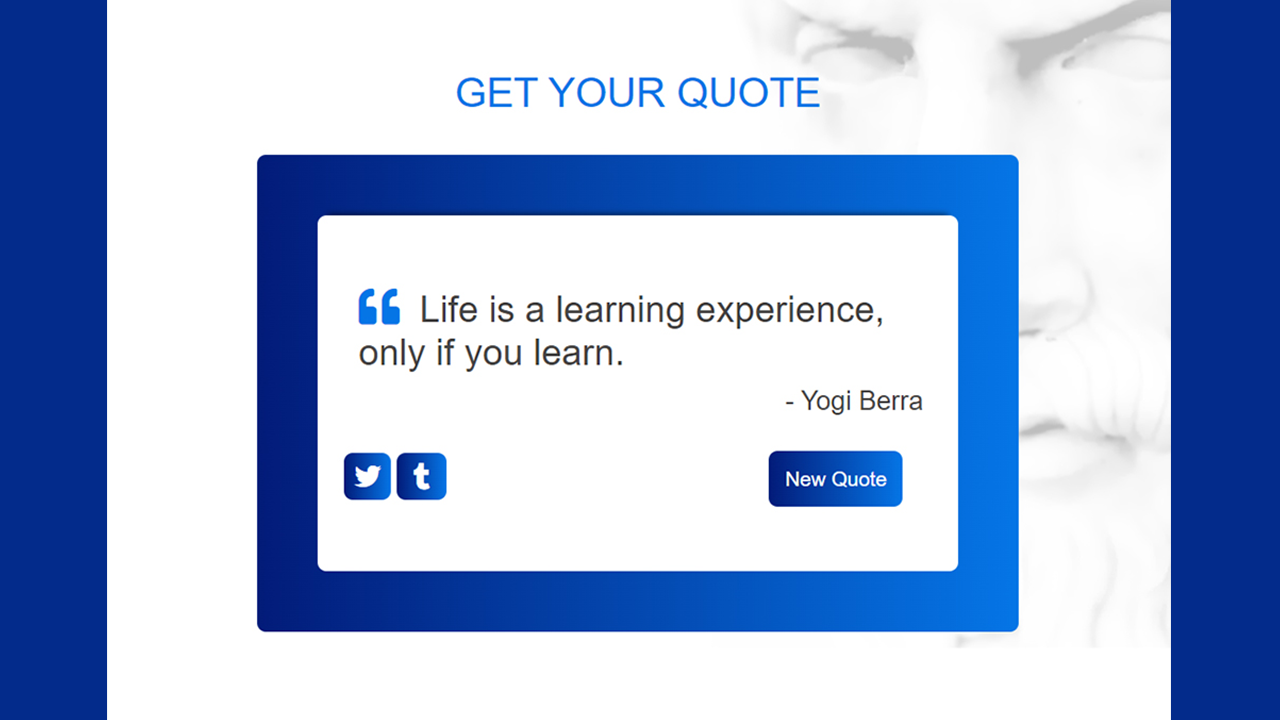 GET YOUR QUOTE
Life is a learning experience,
only if you learn.
- Yogi Berra
New Quote